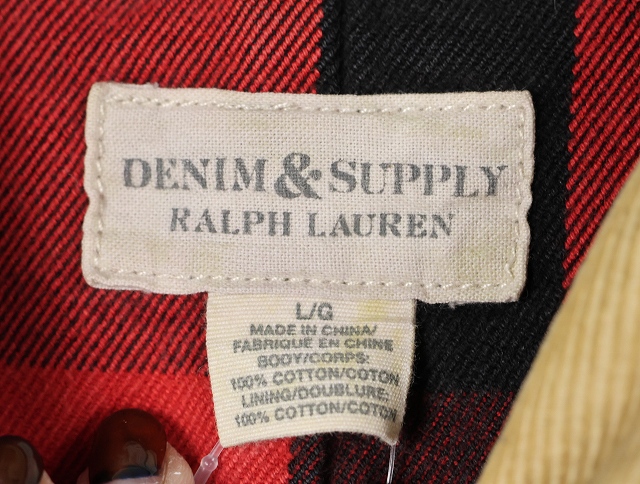 DENIM & SUPPLY
RALPH LAUREN
L/G
MADE IN CHINA/
FABRIQUÉ EN CHINE
BODY/CORPS:
100% COTTON/COTON
LINING/DOUBLURE:
100% COTTON/COTON